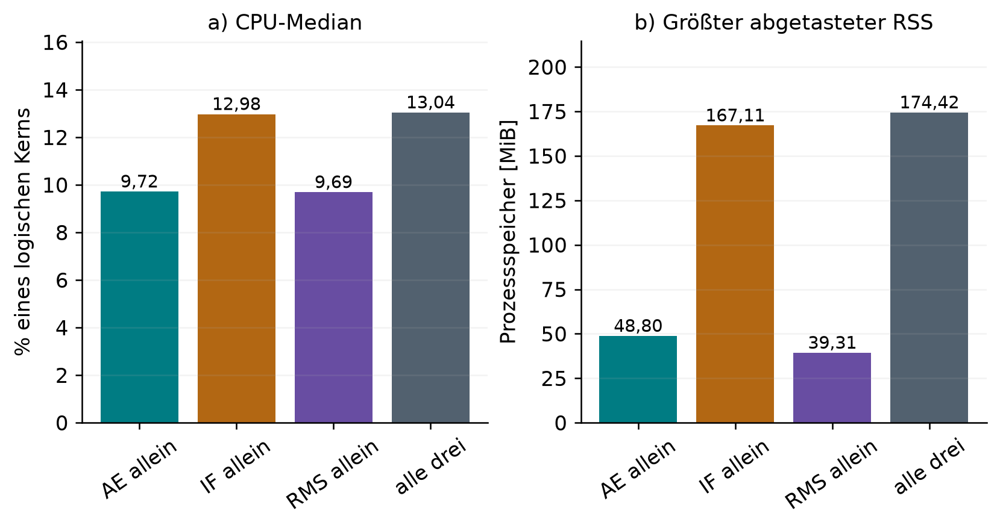 a) CPU-Median
% eines logischen Kerns
16
14
12
10
8
6
4
2
0
9,72
12,98
9,69
13,04
AE allein
IF allein
RMS allein
alle drei
b) Größter abgetasteter RSS
Prozessspeicher [MiB]
200
175
150
125
100
75
50
25
0
48,80
167,11
39,31
174,42
AE allein
IF allein
RMS allein
alle drei